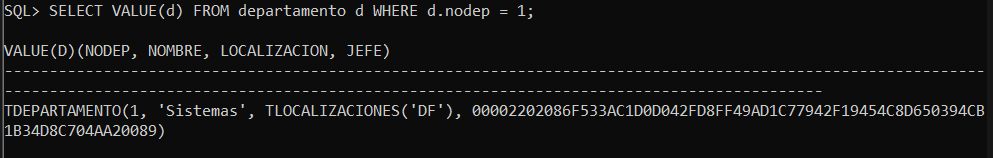 SQL> SELECT VALUE(d) FROM departamento d WHERE d.nodep = 1;
VALUE(D)(NODEP, NOMBRE, LOCALIZACION, JEFE)
--------------------------------------------------------------------------------------------------------------
-------------------------------------------------------------------------------------------
TDEPARTAMENTO(1, 'Sistemas', TLOCALIZACIONES('DF'), 00002202086F533AC1D0D042FD8FF49AD1C77942F19454C8D650394CB
1B34D8C704AA20089)